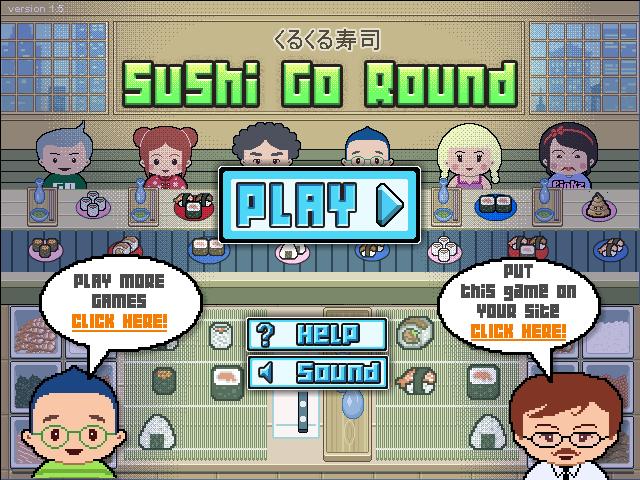 version 1.5
くるくる寿司
Sushi Go Round
PLAY
PLAY MORE
GAMES
CLICK HERE!
PUT
this game on
YOUR SITE
CLICK HERE!
? Help
Sound